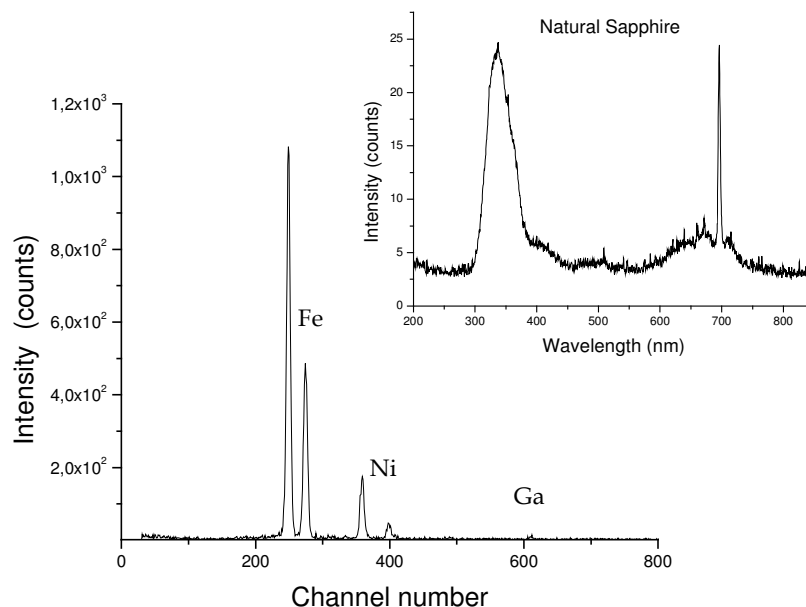 Natural Sapphire
25
20
15
10
5
0
200 300 400 500 600 700 800
Intensity (counts)
Wavelength (nm)
1,2x10³
1,0x10³
8,0x10²
6,0x10²
4,0x10²
2,0x10²
0 200 400 600 800
Intensity (counts)
Channel number
Fe
Ni
Ga